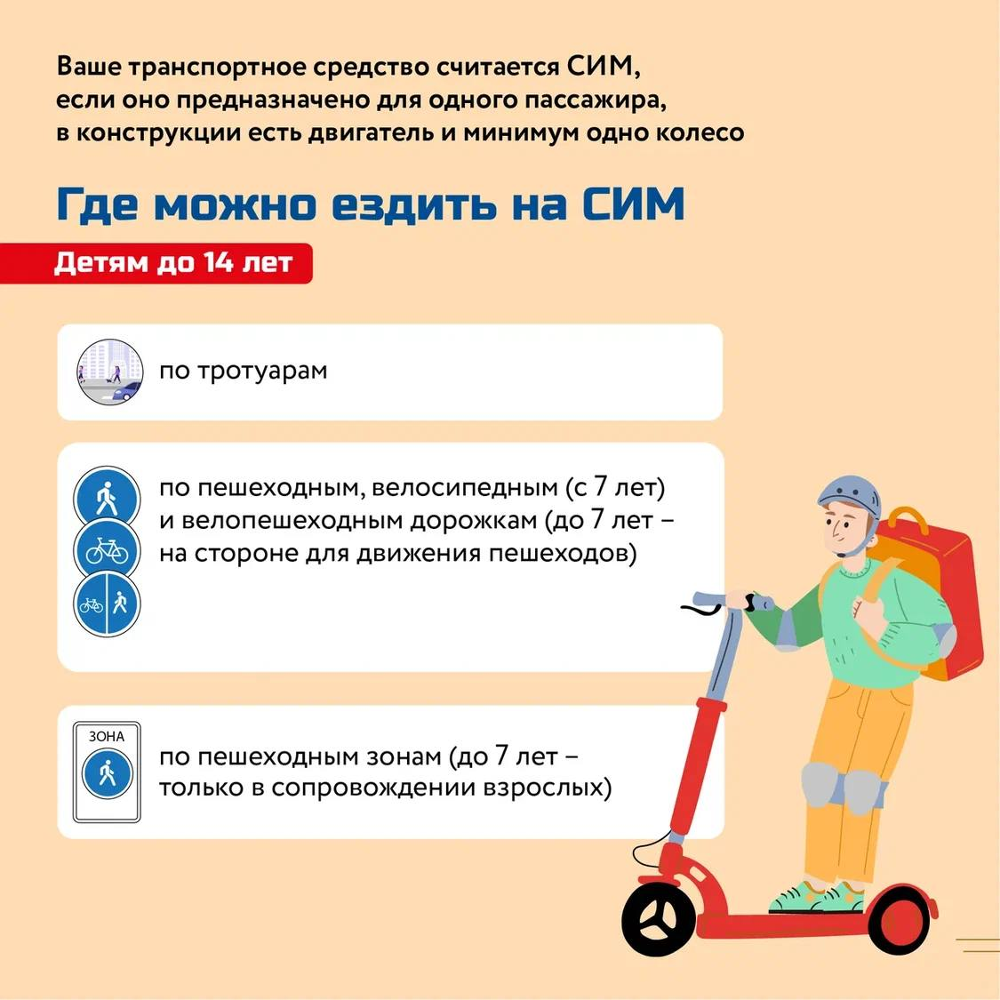 Ваше транспортное средство считается СИМ,
если оно предназначено для одного пассажира,
в конструкции есть двигатель и минимум одно колесо
Где можно ездить на СИМ
Детям до 14 лет
по тротуарам
по пешеходным, велосипедным (с 7 лет)
и велопешеходным дорожкам (до 7 лет –
на стороне для движения пешеходов)
ЗОНА
по пешеходным зонам (до 7 лет –
только в сопровождении взрослых)